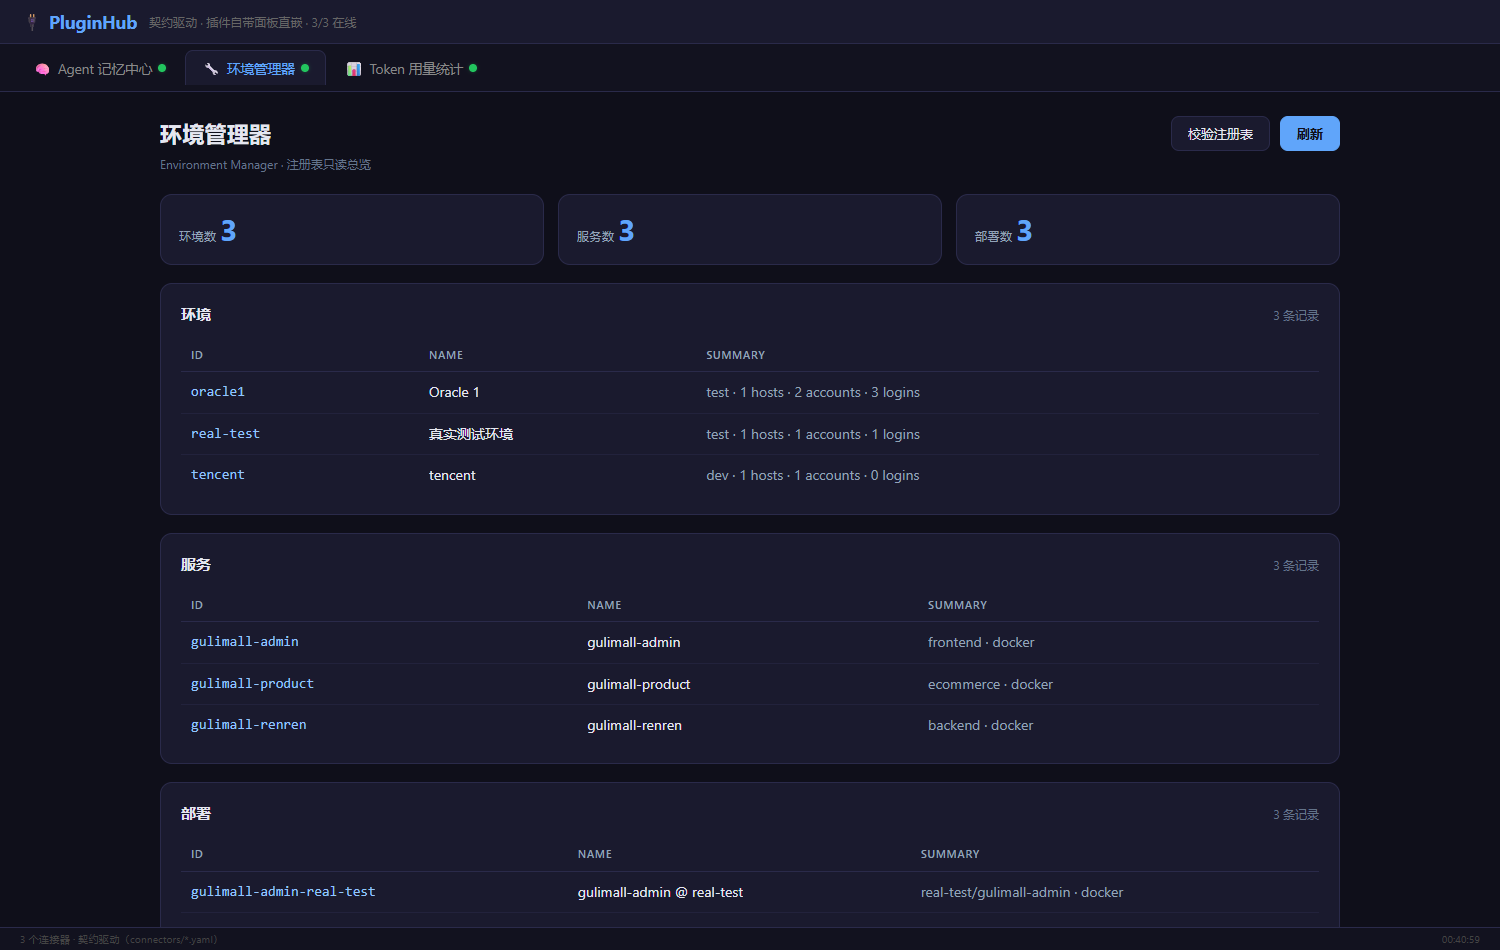 PluginHub 契约驱动 · 插件自带面板直嵌 · 3/3 在线
Agent 记忆中心 环境管理器 Token 用量统计
环境管理器
校验注册表 刷新
Environment Manager · 注册表只读总览
环境数 3 服务数 3 部署数 3
环境 3 条记录
ID NAME SUMMARY
oracle1 Oracle 1 test · 1 hosts · 2 accounts · 3 logins
real-test 真实测试环境 test · 1 hosts · 1 accounts · 1 logins
tencent tencent dev · 1 hosts · 1 accounts · 0 logins
服务 3 条记录
ID NAME SUMMARY
gulimall-admin gulimall-admin frontend · docker
gulimall-product gulimall-product ecommerce · docker
gulimall-renren gulimall-renren backend · docker
部署 3 条记录
ID NAME SUMMARY
gulimall-admin-real-test gulimall-admin @ real-test real-test/gulimall-admin · docker
3 个连接器 · 契约驱动（connectors/*.yaml） 00:40:59